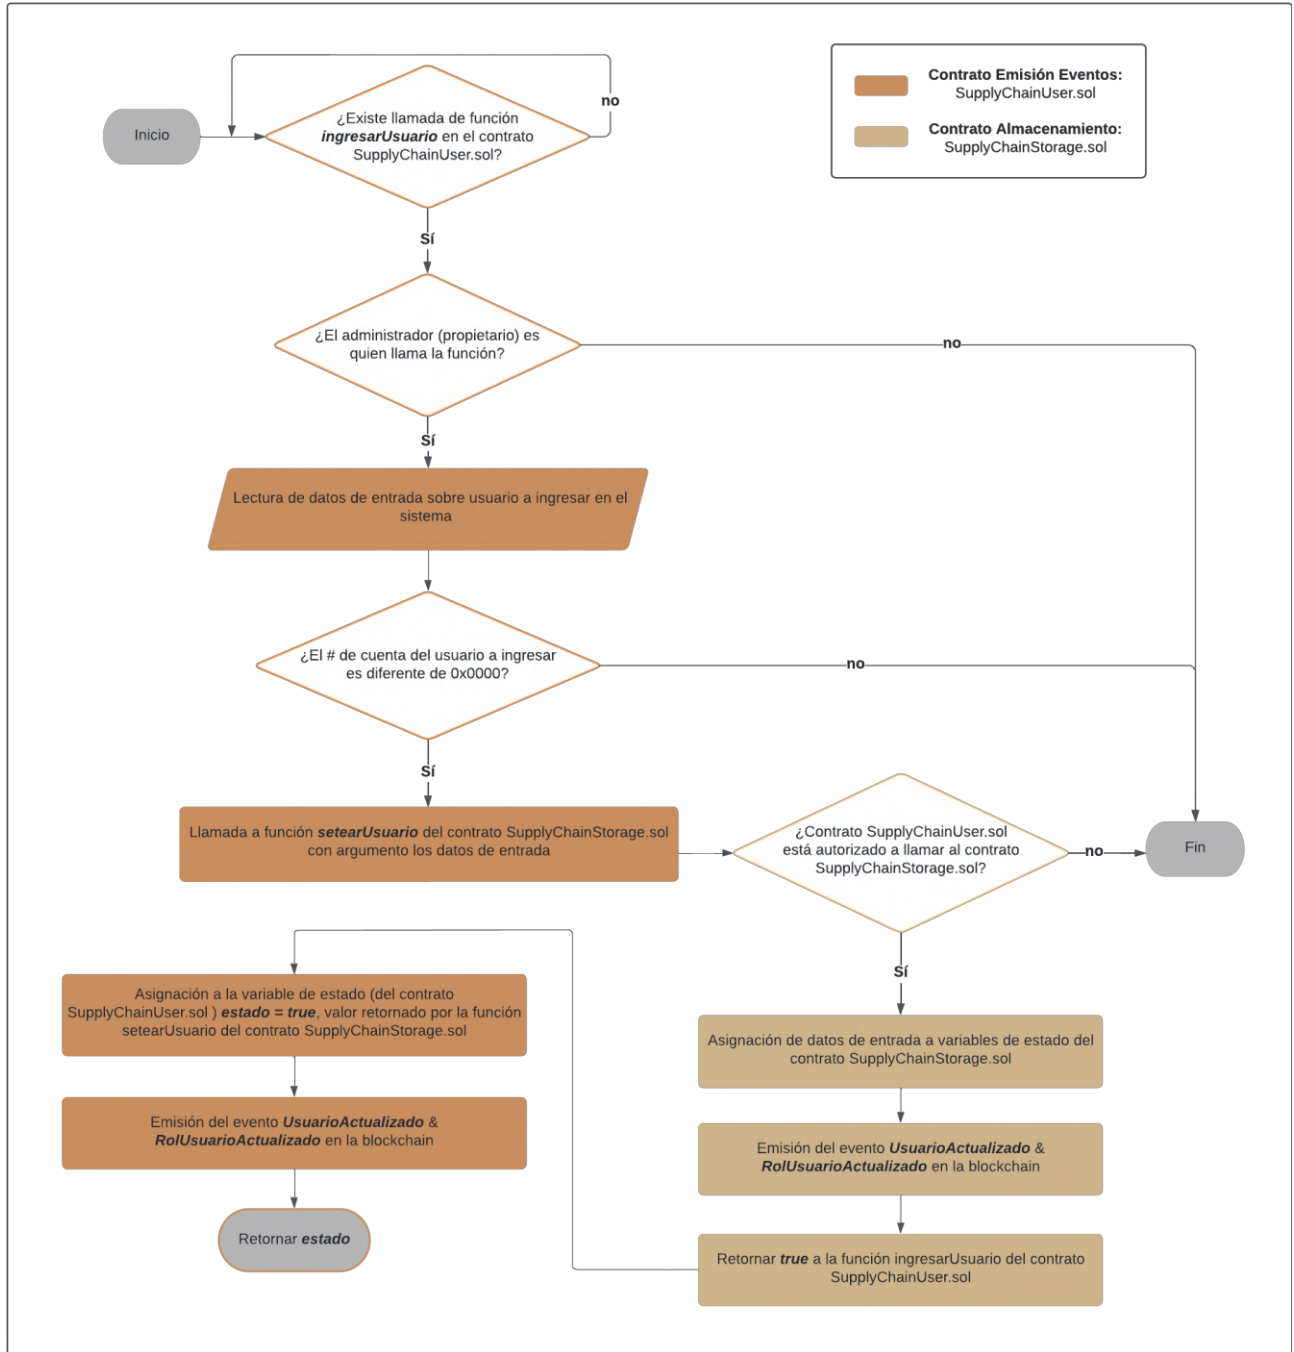 Contrato Emisión Eventos:
SupplyChainUser.sol
Contrato Almacenamiento:
SupplyChainStorage.sol
Inicio
¿Existe llamada de función
ingresarUsuario en el contrato
SupplyChainUser.sol?
no
Sí
¿El administrador (propietario) es
quien llama la función?
no
Sí
Lectura de datos de entrada sobre usuario a ingresar en el
sistema
¿El # de cuenta del usuario a ingresar
es diferente de 0x0000?
no
Sí
Llamada a función setearUsuario del contrato SupplyChainStorage.sol
con argumento los datos de entrada
¿Contrato SupplyChainUser.sol
está autorizado a llamar al contrato
SupplyChainStorage.sol?
no
Fin
Sí
Asignación de datos de entrada a variables de estado del
contrato SupplyChainStorage.sol
Emisión del evento UsuarioActualizado &
RolUsuarioActualizado en la blockchain
Retornar true a la función ingresarUsuario del contrato
SupplyChainUser.sol
Asignación a la variable de estado (del contrato
SupplyChainUser.sol ) estado = true, valor retornado por la función
setearUsuario del contrato SupplyChainStorage.sol
Emisión del evento UsuarioActualizado &
RolUsuarioActualizado en la blockchain
Retornar estado